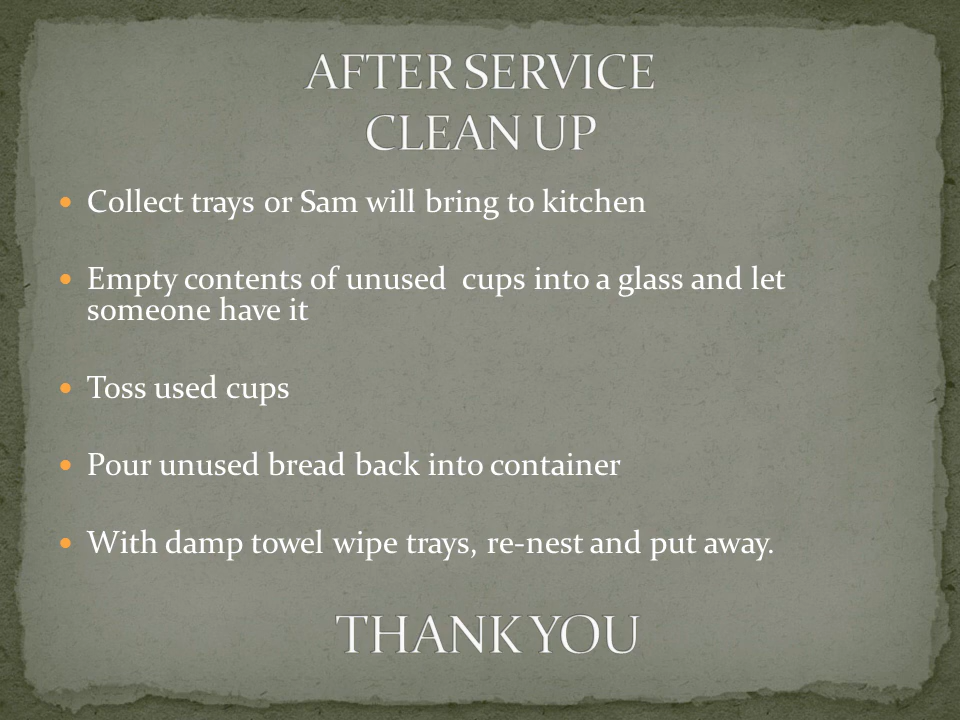 AFTER SERVICE
CLEAN UP
• Collect trays or Sam will bring to kitchen
• Empty contents of unused  cups into a glass and let
someone have it
• Toss used cups
• Pour unused bread back into container
• With damp towel wipe trays, re-nest and put away.
THANK YOU